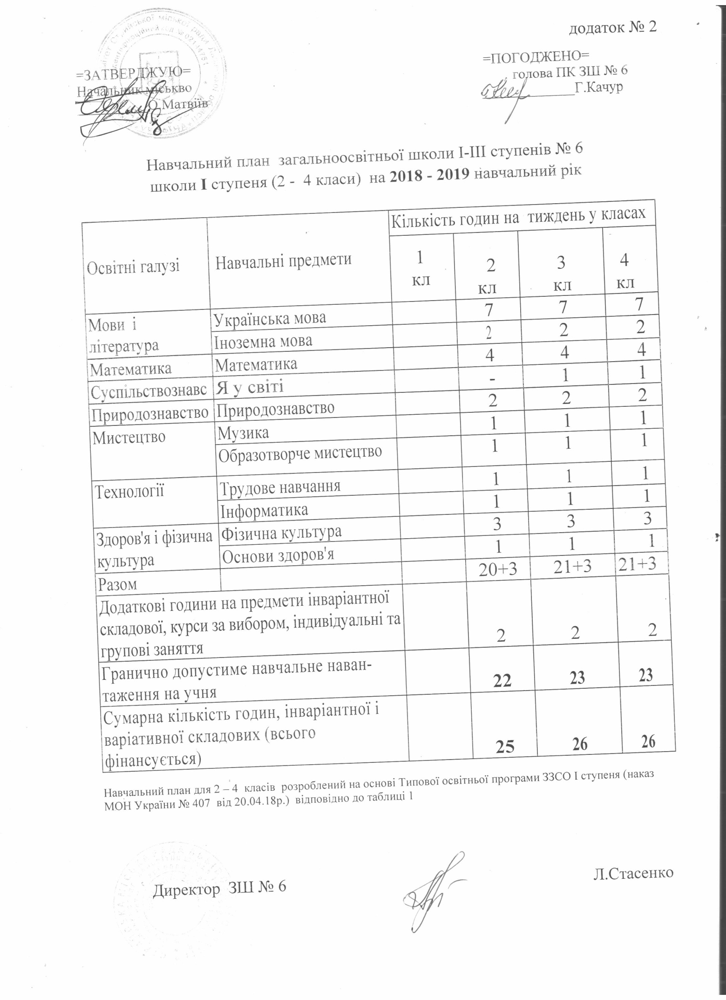 додаток № 2
=ПОГОДЖЕНО=
голова ПК ЗШ № 6
Г.Качур
=ЗАТВЕРДЖУЮ=
Начальник міськво
О.Матвіїв
Навчальний план загальноосвітньої школи І-ІІІ ступенів № 6
школи І ступеня (2 - 4 класи) на 2018 - 2019 навчальний рік
Освітні галузі Навчальні предмети Кількість годин на тиждень у класах
1 кл 2 кл 3 кл 4 кл
Мови і література Українська мова 7 7 7
Іноземна мова 2 2 2
Математика Математика 4 4 4
Суспільствознавс Я у світі - 1 1
Природознавство Природознавство 2 2 2
Мистецтво Музика 1 1 1
Образотворче мистецтво 1 1 1
Технології Трудове навчання 1 1 1
Інформатика 1 1 1
Здоров'я і фізична культура Фізична культура 3 3 3
Основи здоров'я 1 1 1
Разом 20+3 21+3 21+3
Додаткові години на предмети інваріантної
складової, курси за вибором, індивідуальні та
групові заняття 2 2 2
Гранично допустиме навчальне наван-
таження на учня 22 23 23
Сумарна кількість годин, інваріантної і
варіативної складових (всього
фінансується) 25 26 26
Навчальний план для 2 – 4 класів розроблений на основі Типової освітньої програми ЗЗСО І ступеня (наказ
МОН України № 407 від 20.04.18р.) відповідно до таблиці 1
Директор ЗШ № 6 Л.Стасенко